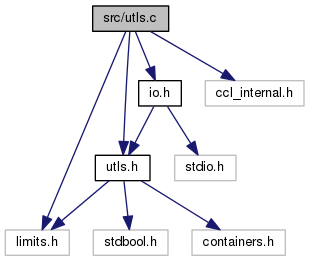 src/utls.c
io.h
ccl_internal.h
utls.h
stdio.h
limits.h
stdbool.h
containers.h